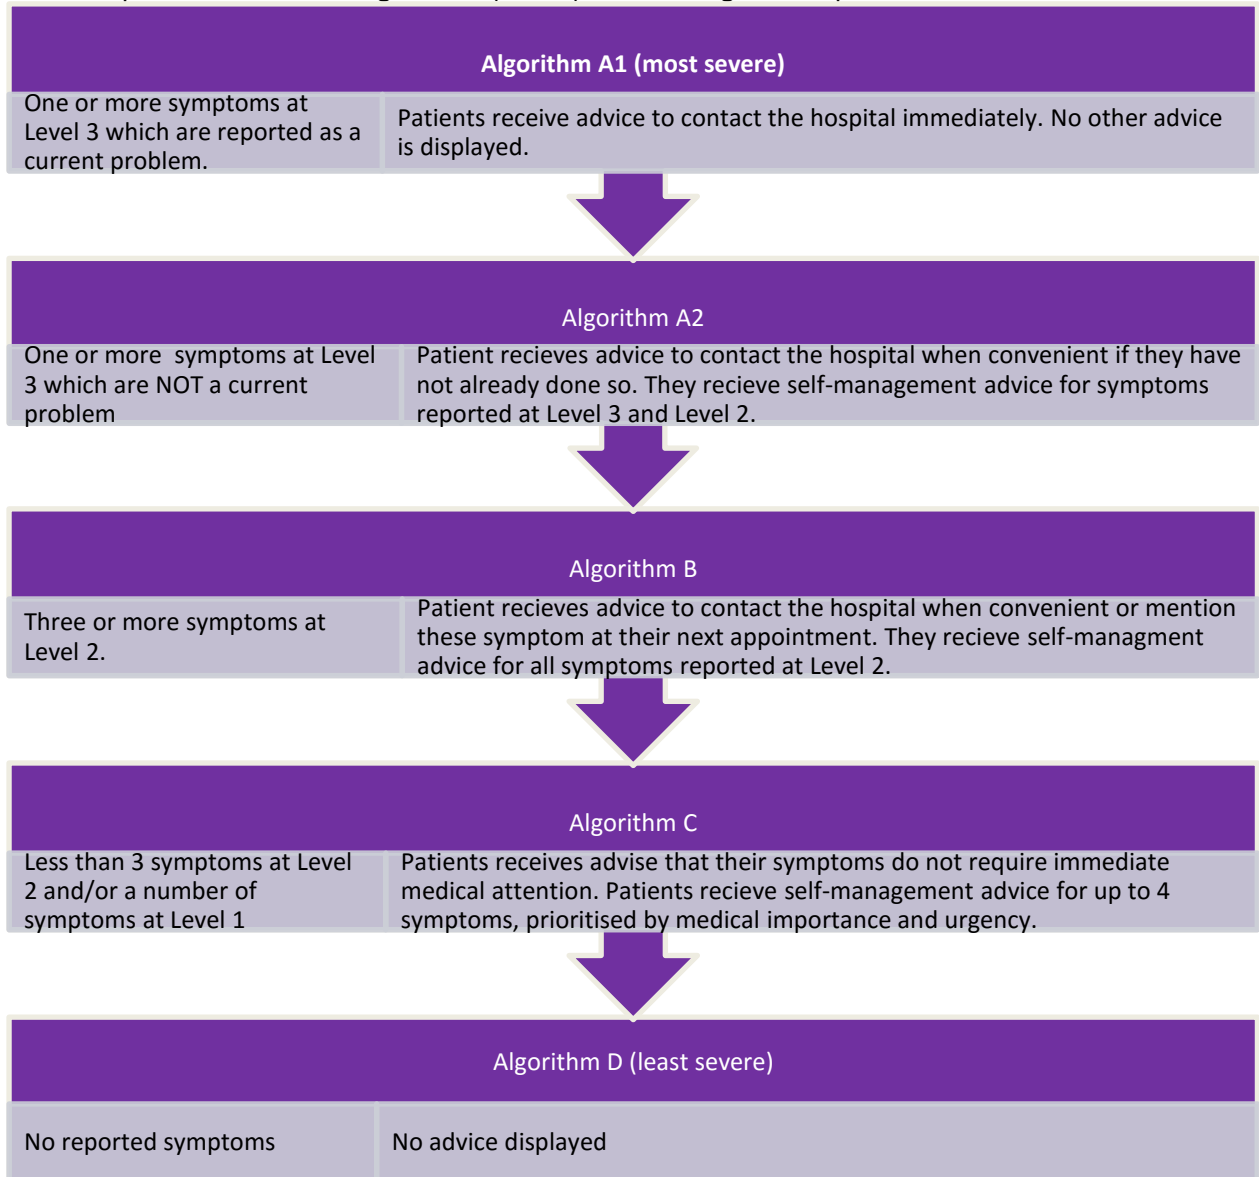 Algorithm A1 (most severe)
One or more symptoms at
Level 3 which are reported as a
current problem.
Patients receive advice to contact the hospital immediately. No other advice
is displayed.
Algorithm A2
One or more  symptoms at Level
3 which are NOT a current
problem
Patient recieves advice to contact the hospital when convenient if they have
not already done so. They recieve self-management advice for symptoms
reported at Level 3 and Level 2.
Algorithm B
Three or more symptoms at
Level 2.
Patient recieves advice to contact the hospital when convenient or mention
these symptom at their next appointment. They recieve self-managment
advice for all symptoms reported at Level 2.
Algorithm C
Less than 3 symptoms at Level
2 and/or a number of
symptoms at Level 1
Patients receives advise that their symptoms do not require immediate
medical attention. Patients recieve self-management advice for up to 4
symptoms, prioritised by medical importance and urgency.
Algorithm D (least severe)
No reported symptoms
No advice displayed